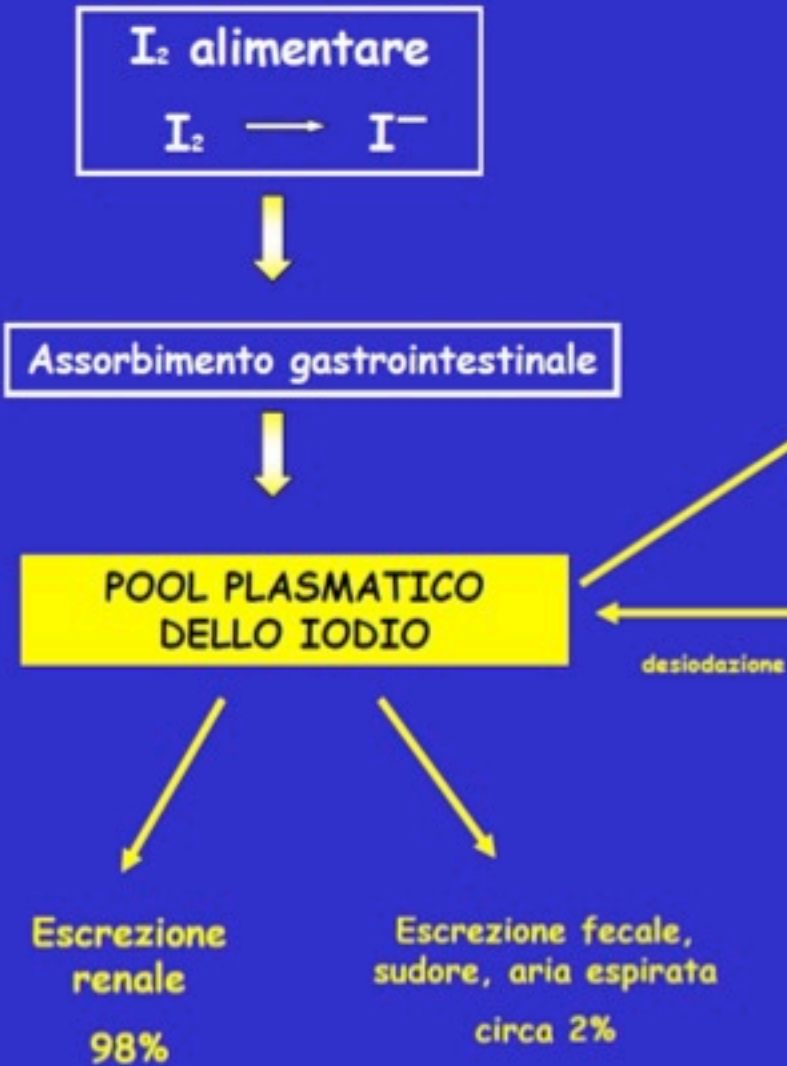 I₂ alimentare
I₂ → I⁻
Assorbimento gastrointestinale
POOL PLASMATICO
DELLO IODIO
desiodazione
Escrezione
renale
98%
Escrezione fecale,
sudore, aria espirata
circa 2%